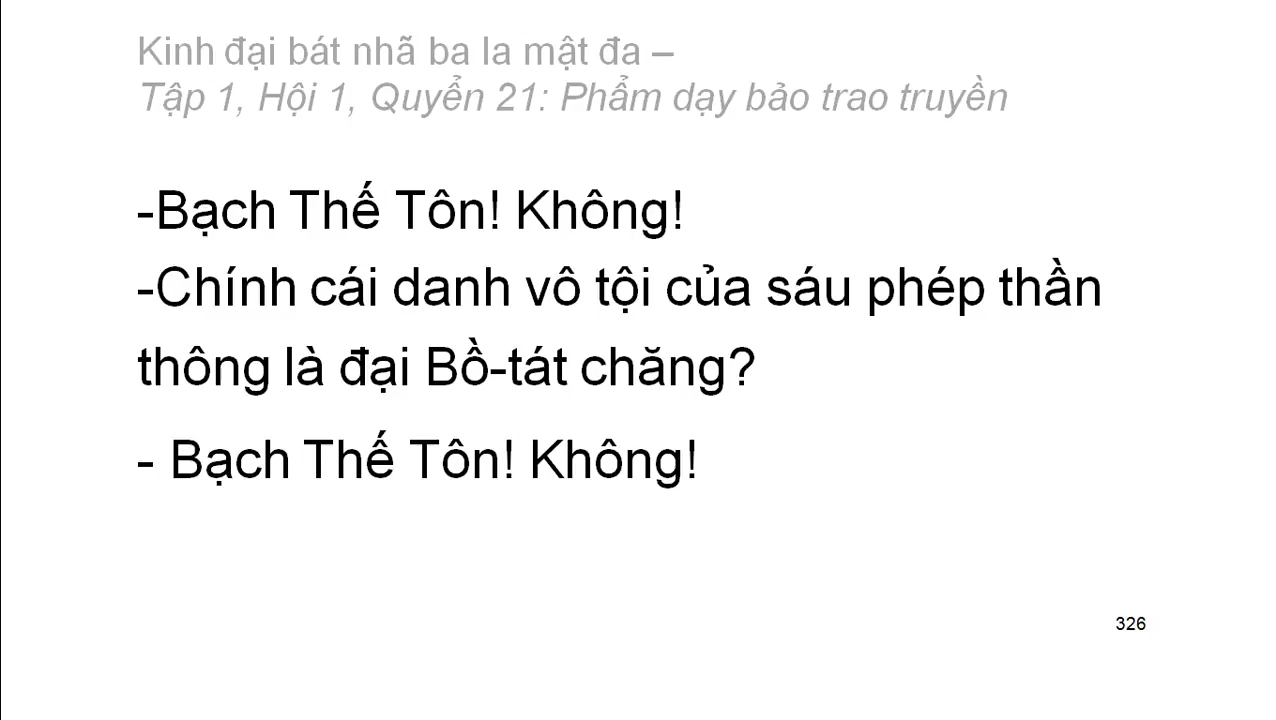 Kinh đại bát nhã ba la mật đa –
Tập 1, Hội 1, Quyển 21: Phẩm dạy bảo trao truyền
-Bạch Thế Tôn! Không!
-Chính cái danh vô tội của sáu phép thần
thông là đại Bồ-tát chăng?
- Bạch Thế Tôn! Không!
326